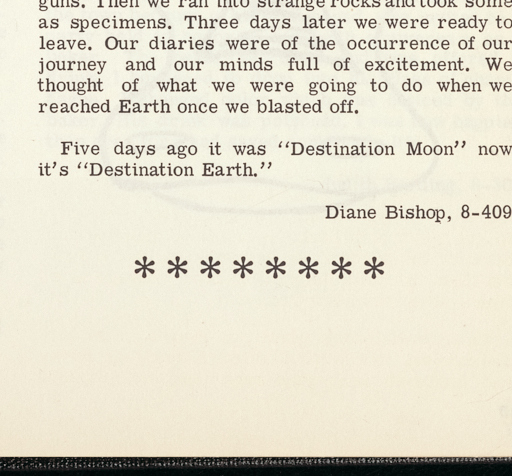 guns. Then we ran into strange rocks and took some
as specimens. Three days later we were ready to
leave. Our diaries were of the occurrence of our
journey and our minds full of excitement. We
thought of what we were going to do when we
reached Earth once we blasted off.
Five days ago it was "Destination Moon" now
it's "Destination Earth."
Diane Bishop, 8-409
* * * * * * * *